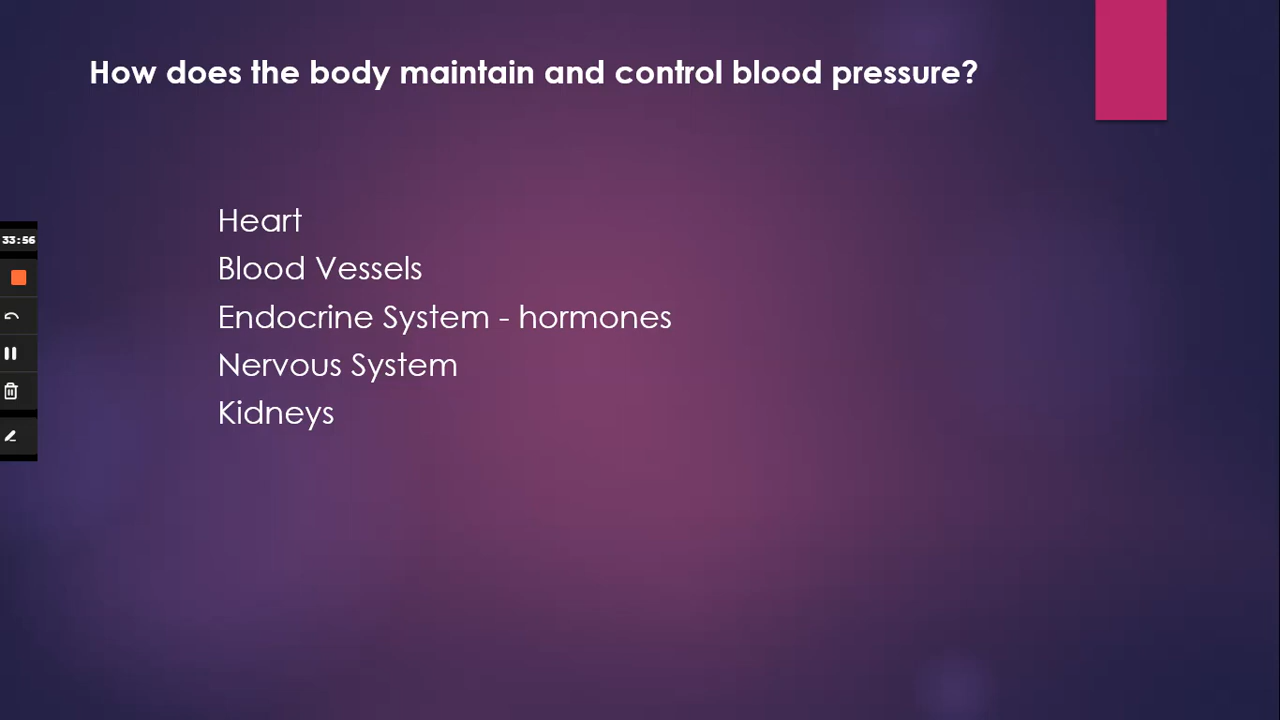 How does the body maintain and control blood pressure?
33:56
Heart
Blood Vessels
Endocrine System - hormones
Nervous System
Kidneys